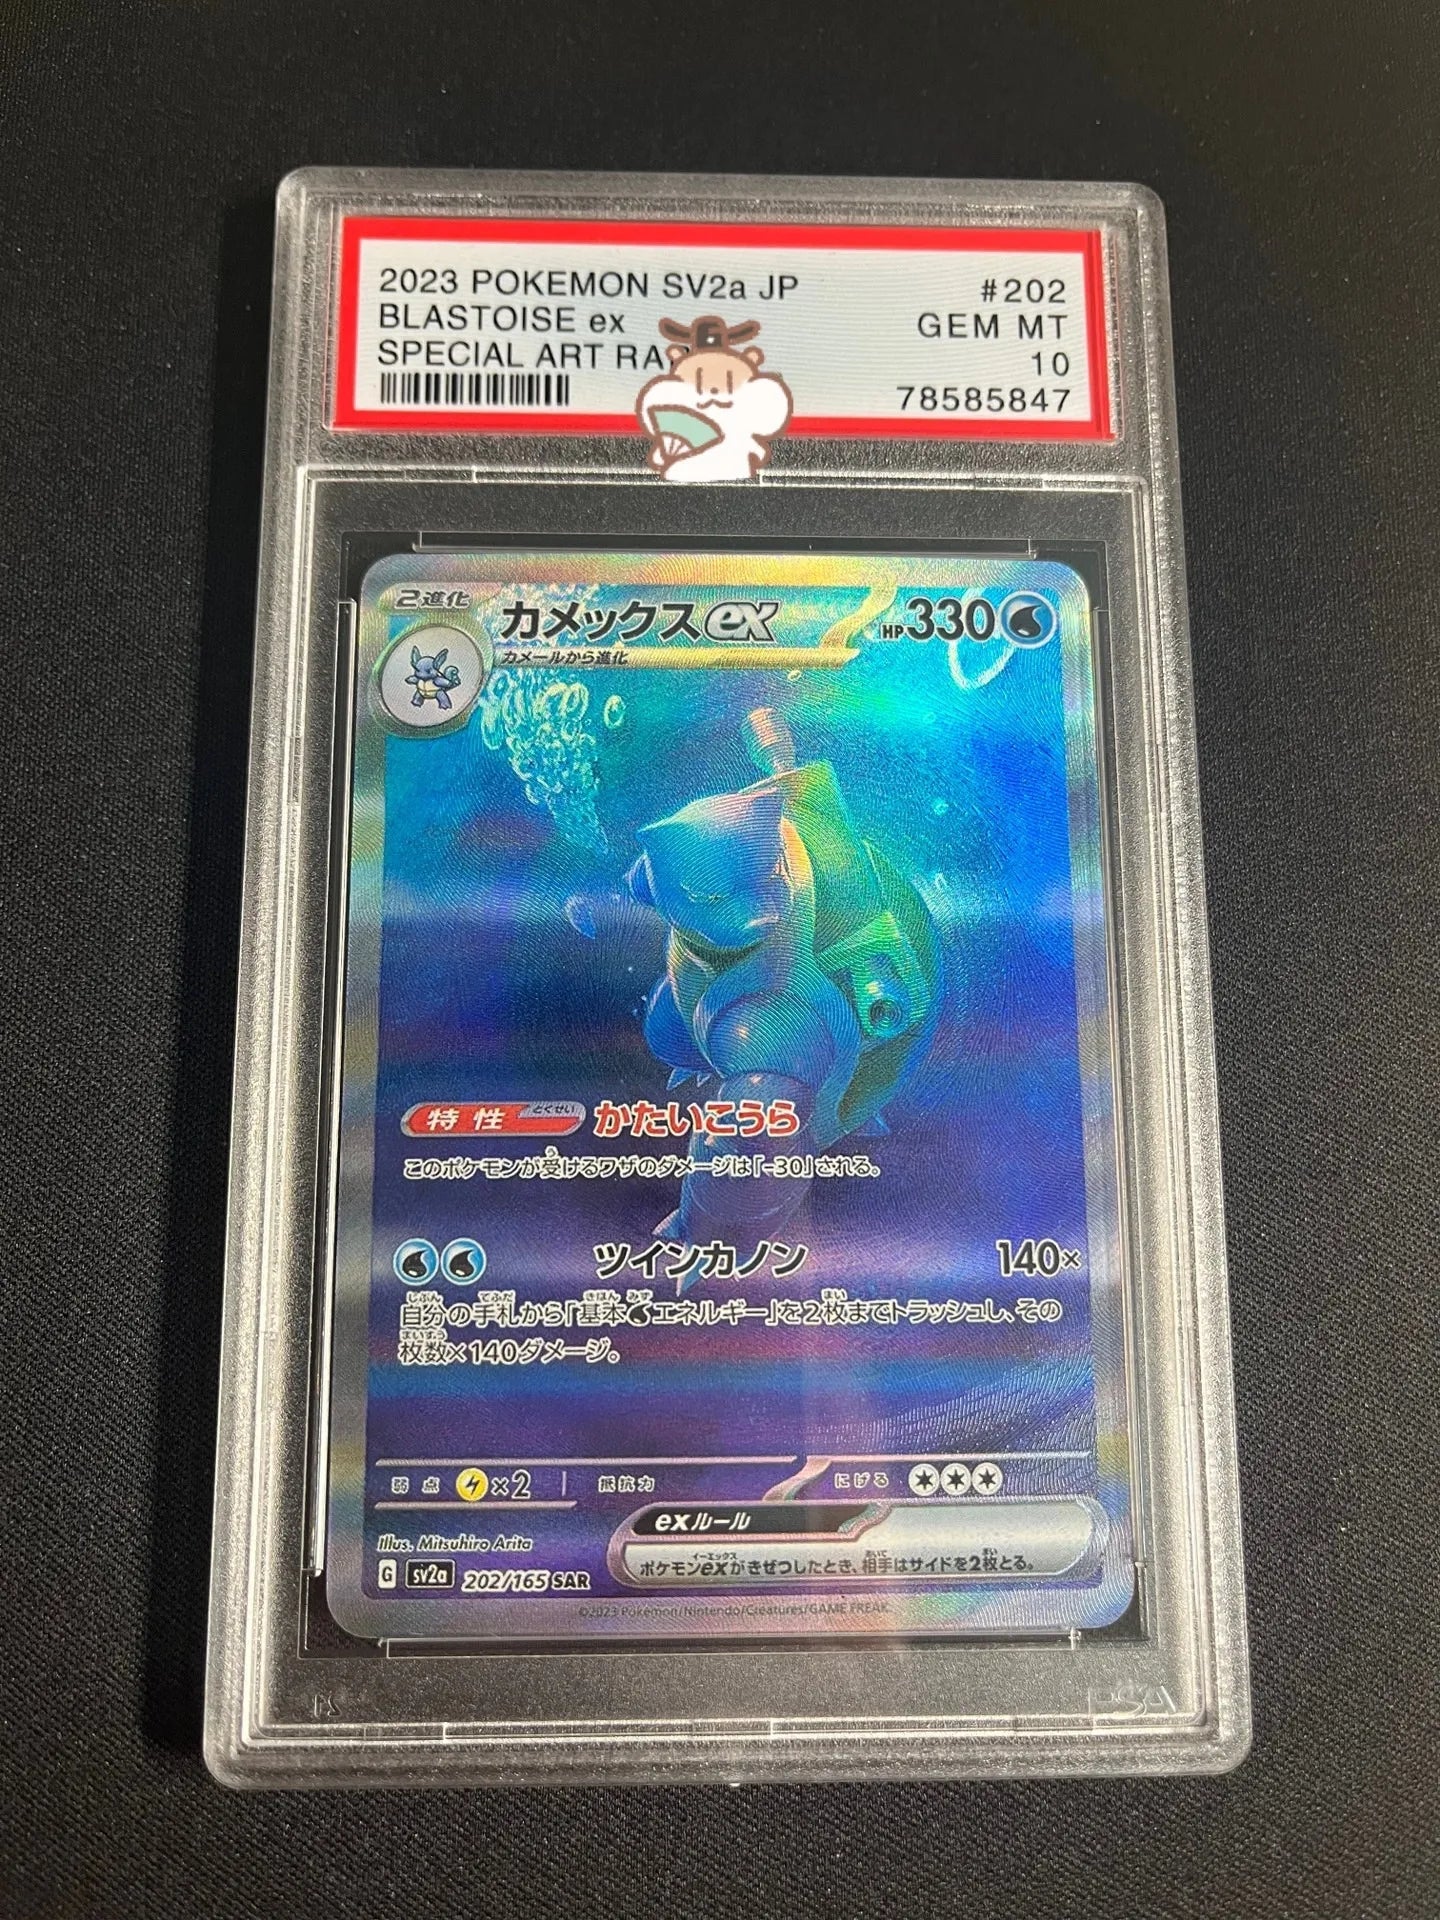 2023 POKEMON SV2a JP #202
BLASTOISE ex GEM MT
SPECIAL ART RA 10
78585847
2進化 カメックスex HP330
カメールから進化
特性 とくせい かたいこうら
このポケモンが受けるワザのダメージは「-30」される。
ツインカノン 140×
自分の手札から「基本エネルギー」を2枚までトラッシュし、その
枚数×140ダメージ。
弱点 ×2 抵抗力 にげる
exルール
ポケモンexがきぜつしたとき、相手はサイドを2枚とる。
Illus. Mitsuhiro Arita
G sv2a 202/165 SAR
©2023 Pokémon/Nintendo/Creatures/GAME FREAK.
PSA